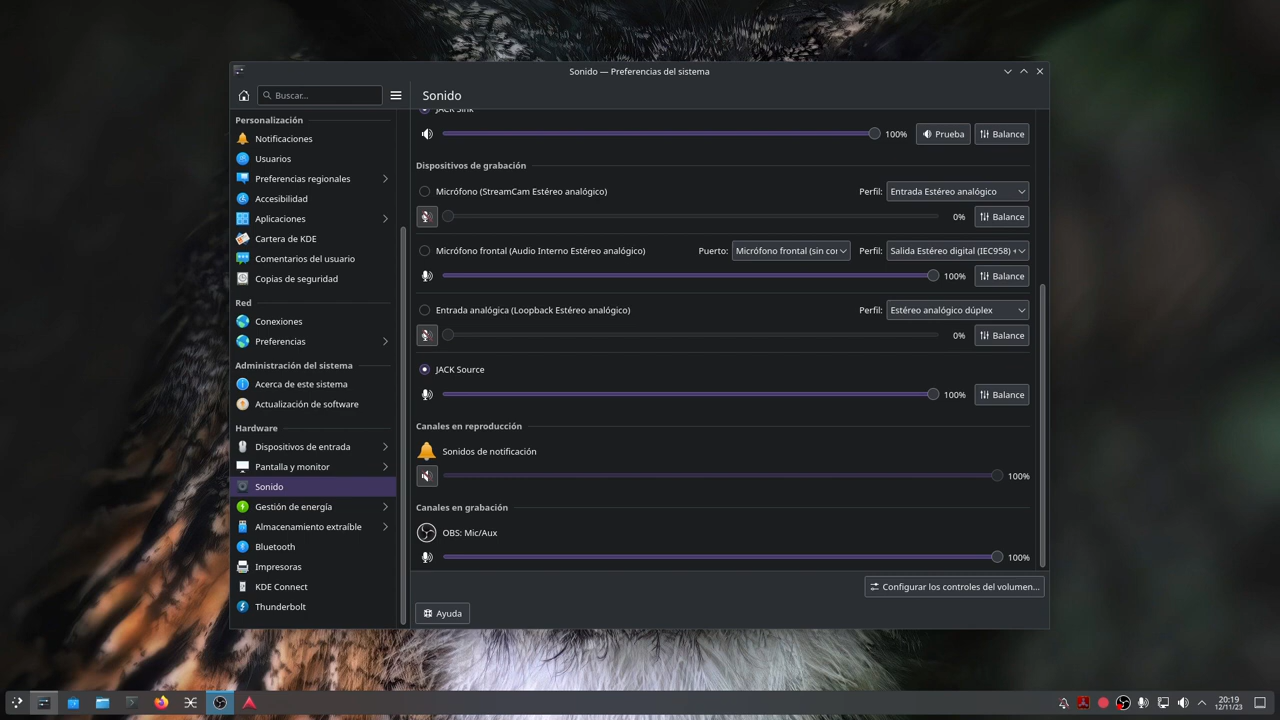 Sonido — Preferencias del sistema
Buscar...
Sonido
Personalización
Notificaciones
Usuarios
Preferencias regionales
Accesibilidad
Aplicaciones
Cartera de KDE
Comentarios del usuario
Copias de seguridad
Red
Conexiones
Preferencias
Administración del sistema
Acerca de este sistema
Actualización de software
Hardware
Dispositivos de entrada
Pantalla y monitor
Sonido
Gestión de energía
Almacenamiento extraíble
Bluetooth
Impresoras
KDE Connect
Thunderbolt
JACK Sink
100% Prueba Balance
Dispositivos de grabación
Micrófono (StreamCam Estéreo analógico) Perfil: Entrada Estéreo analógico
0% Balance
Micrófono frontal (Audio Interno Estéreo analógico) Puerto: Micrófono frontal (sin cor Perfil: Salida Estéreo digital (IEC958) +
100% Balance
Entrada analógica (Loopback Estéreo analógico) Perfil: Estéreo analógico dúplex
0% Balance
JACK Source
100% Balance
Canales en reproducción
Sonidos de notificación
100%
Canales en grabación
OBS: Mic/Aux
100%
Configurar los controles del volumen...
Ayuda
20:19
12/11/23